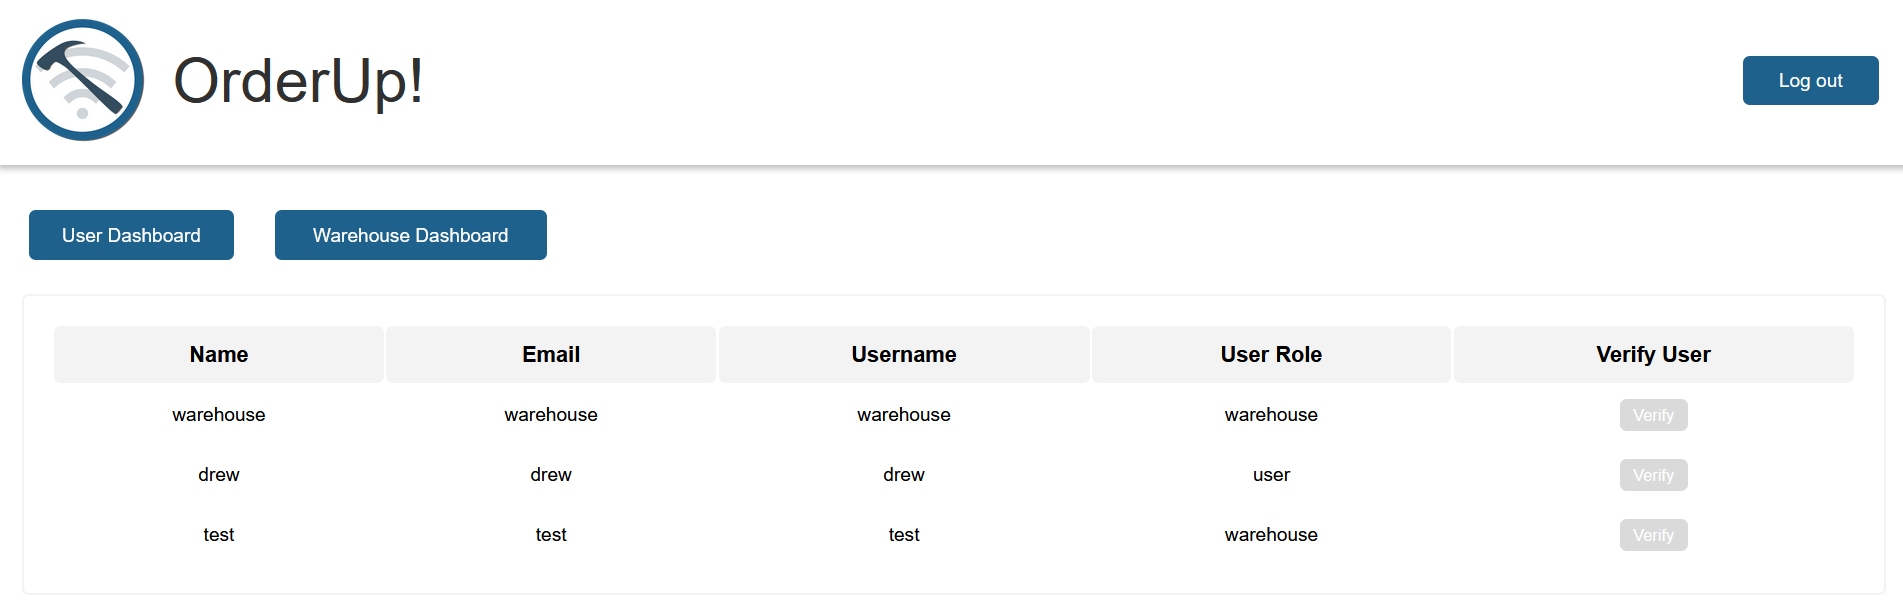 OrderUp!
Log out
User Dashboard Warehouse Dashboard
Name Email Username User Role Verify User
warehouse warehouse warehouse warehouse Verify
drew drew drew user Verify
test test test warehouse Verify